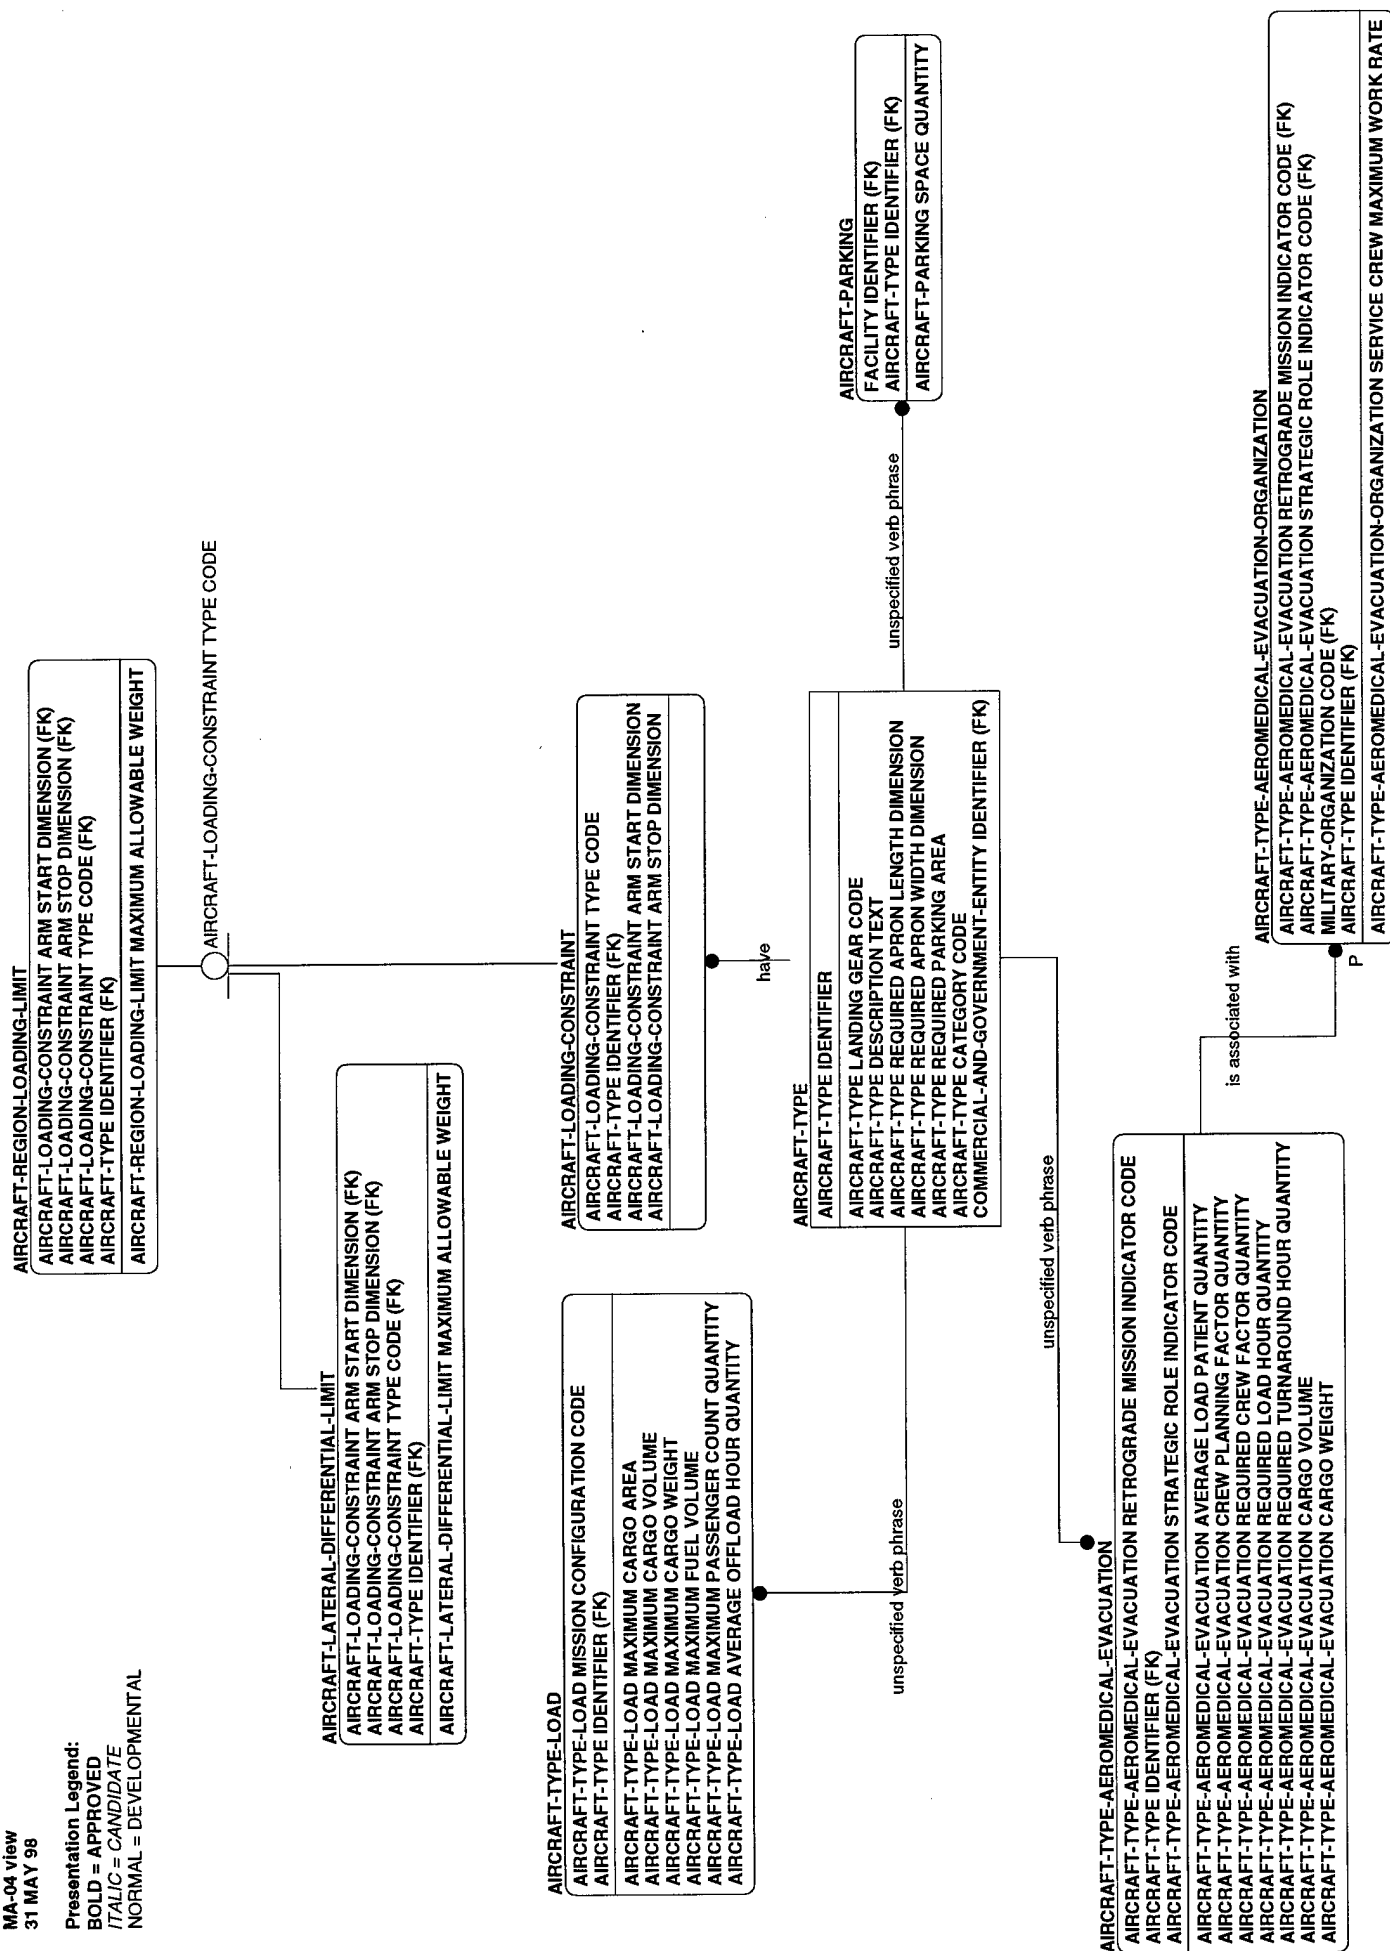 MA-04 view
31 MAY 98
Presentation Legend:
BOLD = APPROVED
ITALIC = CANDIDATE
NORMAL = DEVELOPMENTAL
AIRCRAFT-REGION-LOADING-LIMIT
AIRCRAFT-LOADING-CONSTRAINT ARM START DIMENSION (FK)
AIRCRAFT-LOADING-CONSTRAINT ARM STOP DIMENSION (FK)
AIRCRAFT-LOADING-CONSTRAINT TYPE CODE (FK)
AIRCRAFT-TYPE IDENTIFIER (FK)
AIRCRAFT-REGION-LOADING-LIMIT MAXIMUM ALLOWABLE WEIGHT
AIRCRAFT-LOADING-CONSTRAINT TYPE CODE
AIRCRAFT-LATERAL-DIFFERENTIAL-LIMIT
AIRCRAFT-LOADING-CONSTRAINT ARM START DIMENSION (FK)
AIRCRAFT-LOADING-CONSTRAINT ARM STOP DIMENSION (FK)
AIRCRAFT-LOADING-CONSTRAINT TYPE CODE (FK)
AIRCRAFT-TYPE IDENTIFIER (FK)
AIRCRAFT-LATERAL-DIFFERENTIAL-LIMIT MAXIMUM ALLOWABLE WEIGHT
AIRCRAFT-TYPE-LOAD
AIRCRAFT-TYPE-LOAD MISSION CONFIGURATION CODE
AIRCRAFT-TYPE IDENTIFIER (FK)
AIRCRAFT-TYPE-LOAD MAXIMUM CARGO AREA
AIRCRAFT-TYPE-LOAD MAXIMUM CARGO VOLUME
AIRCRAFT-TYPE-LOAD MAXIMUM CARGO WEIGHT
AIRCRAFT-TYPE-LOAD MAXIMUM FUEL VOLUME
AIRCRAFT-TYPE-LOAD MAXIMUM PASSENGER COUNT QUANTITY
AIRCRAFT-TYPE-LOAD AVERAGE OFFLOAD HOUR QUANTITY
AIRCRAFT-LOADING-CONSTRAINT
AIRCRAFT-LOADING-CONSTRAINT TYPE CODE
AIRCRAFT-TYPE IDENTIFIER (FK)
AIRCRAFT-LOADING-CONSTRAINT ARM START DIMENSION
AIRCRAFT-LOADING-CONSTRAINT ARM STOP DIMENSION
have
AIRCRAFT-TYPE
AIRCRAFT-TYPE IDENTIFIER
AIRCRAFT-TYPE LANDING GEAR CODE
AIRCRAFT-TYPE DESCRIPTION TEXT
AIRCRAFT-TYPE REQUIRED APRON LENGTH DIMENSION
AIRCRAFT-TYPE REQUIRED APRON WIDTH DIMENSION
AIRCRAFT-TYPE REQUIRED PARKING AREA
AIRCRAFT-TYPE CATEGORY CODE
COMMERCIAL-AND-GOVERNMENT-ENTITY IDENTIFIER (FK)
unspecified verb phrase
unspecified verb phrase
AIRCRAFT-PARKING
FACILITY IDENTIFIER (FK)
AIRCRAFT-TYPE IDENTIFIER (FK)
AIRCRAFT-PARKING SPACE QUANTITY
unspecified verb phrase
AIRCRAFT-TYPE-AEROMEDICAL-EVACUATION
AIRCRAFT-TYPE-AEROMEDICAL-EVACUATION RETROGRADE MISSION INDICATOR CODE
AIRCRAFT-TYPE IDENTIFIER (FK)
AIRCRAFT-TYPE-AEROMEDICAL-EVACUATION STRATEGIC ROLE INDICATOR CODE
AIRCRAFT-TYPE-AEROMEDICAL-EVACUATION AVERAGE LOAD PATIENT QUANTITY
AIRCRAFT-TYPE-AEROMEDICAL-EVACUATION CREW PLANNING FACTOR QUANTITY
AIRCRAFT-TYPE-AEROMEDICAL-EVACUATION REQUIRED CREW FACTOR QUANTITY
AIRCRAFT-TYPE-AEROMEDICAL-EVACUATION REQUIRED LOAD HOUR QUANTITY
AIRCRAFT-TYPE-AEROMEDICAL-EVACUATION REQUIRED TURNAROUND HOUR QUANTITY
AIRCRAFT-TYPE-AEROMEDICAL-EVACUATION CARGO VOLUME
AIRCRAFT-TYPE-AEROMEDICAL-EVACUATION CARGO WEIGHT
is associated with
P
AIRCRAFT-TYPE-AEROMEDICAL-EVACUATION-ORGANIZATION
AIRCRAFT-TYPE-AEROMEDICAL-EVACUATION RETROGRADE MISSION INDICATOR CODE (FK)
AIRCRAFT-TYPE-AEROMEDICAL-EVACUATION STRATEGIC ROLE INDICATOR CODE (FK)
MILITARY-ORGANIZATION CODE (FK)
AIRCRAFT-TYPE IDENTIFIER (FK)
AIRCRAFT-TYPE-AEROMEDICAL-EVACUATION-ORGANIZATION SERVICE CREW MAXIMUM WORK RATE